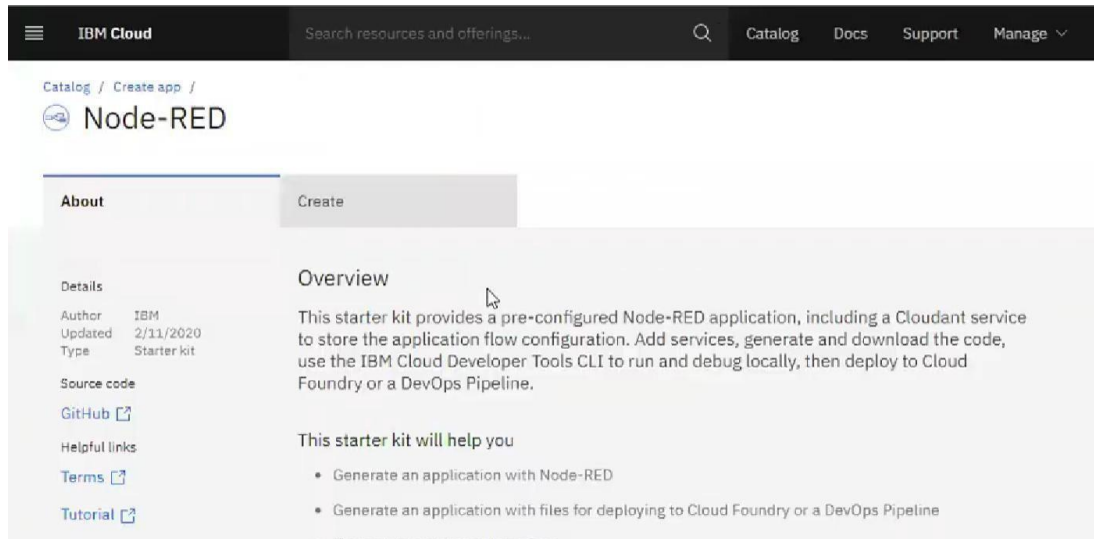 IBM Cloud
Search resources and offerings...
Catalog
Docs
Support
Manage
Catalog / Create app /
Node-RED
About
Create
Details
Author IBM
Updated 2/11/2020
Type Starter kit
Source code
GitHub
Helpful links
Terms
Tutorial
Overview
This starter kit provides a pre-configured Node-RED application, including a Cloudant service
to store the application flow configuration. Add services, generate and download the code,
use the IBM Cloud Developer Tools CLI to run and debug locally, then deploy to Cloud
Foundry or a DevOps Pipeline.
This starter kit will help you
• Generate an application with Node-RED
• Generate an application with files for deploying to Cloud Foundry or a DevOps Pipeline